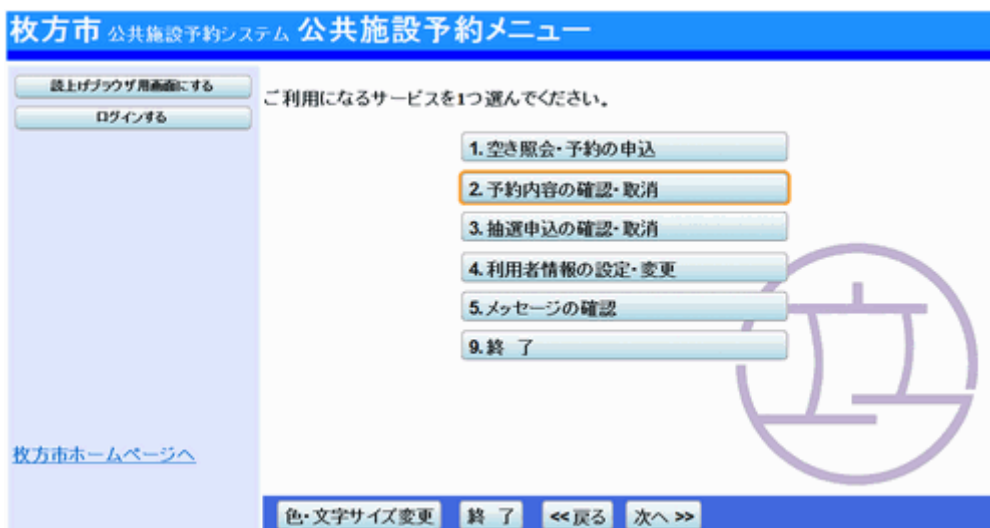 枚方市 公共施設予約システム 公共施設予約メニュー
読上げブラウザ用画面にする
ログインする
ご利用になるサービスを1つ選んでください。
1. 空き照会・予約の申込
2. 予約内容の確認・取消
3. 抽選申込の確認・取消
4. 利用者情報の設定・変更
5. メッセージの確認
9. 終 了
枚方市ホームページへ
色・文字サイズ変更 終 了 <<戻る 次へ >>